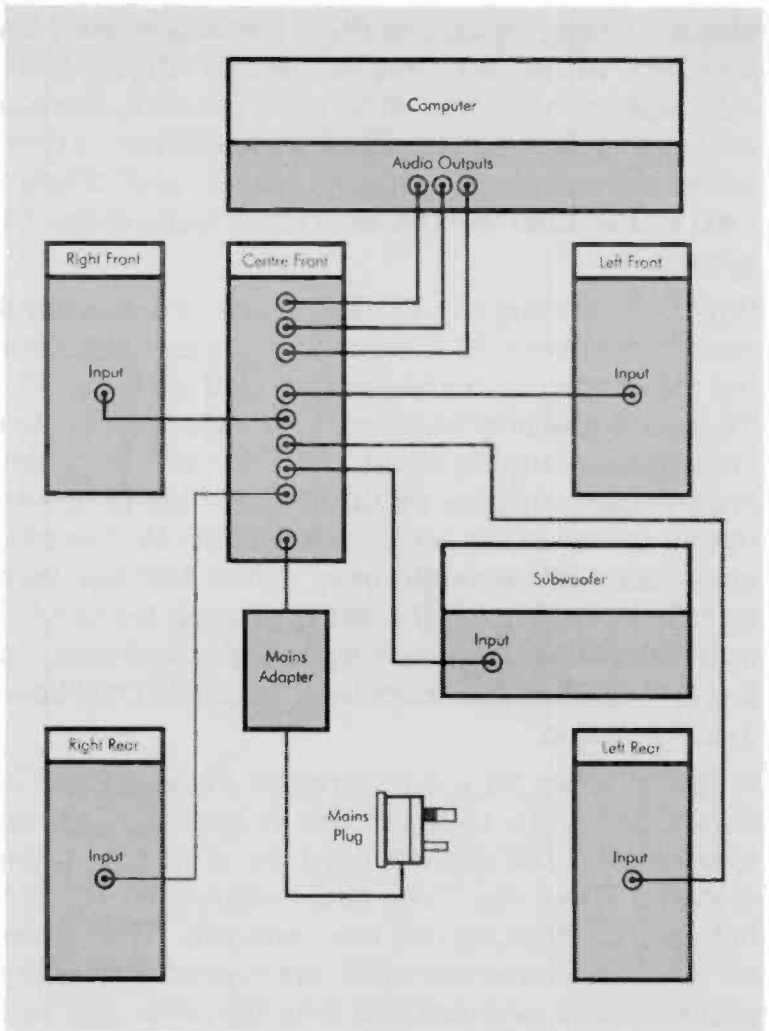 Computer
Audio Outputs
Right Front
Centre Front
Left Front
Input
Input
Subwoofer
Input
Mains
Adapter
Right Rear
Left Rear
Mains
Plug
Input
Input